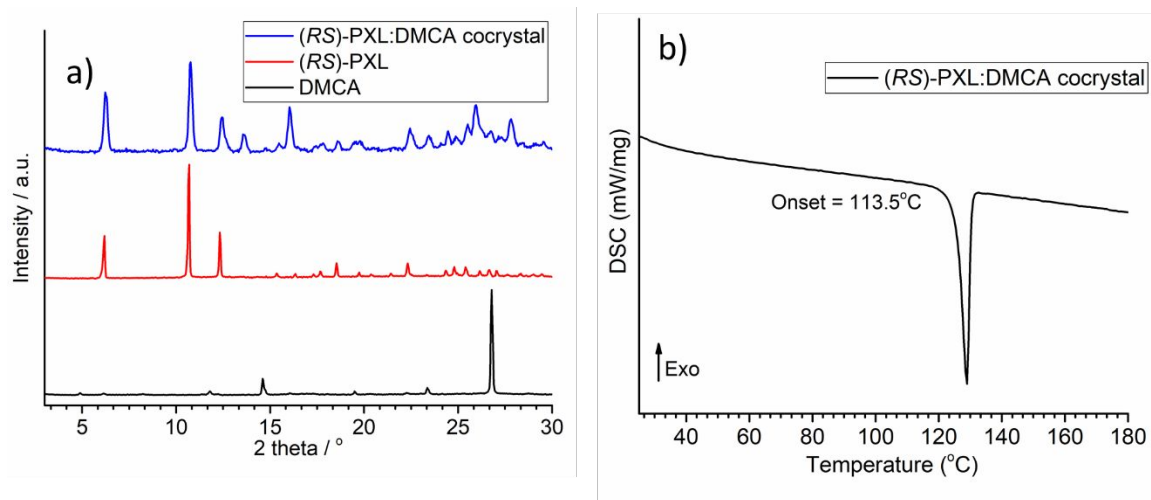 a)
(RS)-PXL:DMCA cocrystal
(RS)-PXL
DMCA
Intensity / a.u.
5 10 15 20 25 30
2 theta / °
b)
(RS)-PXL:DMCA cocrystal
Onset = 113.5°C
DSC (mW/mg)
Exo
40 60 80 100 120 140 160 180
Temperature (°C)